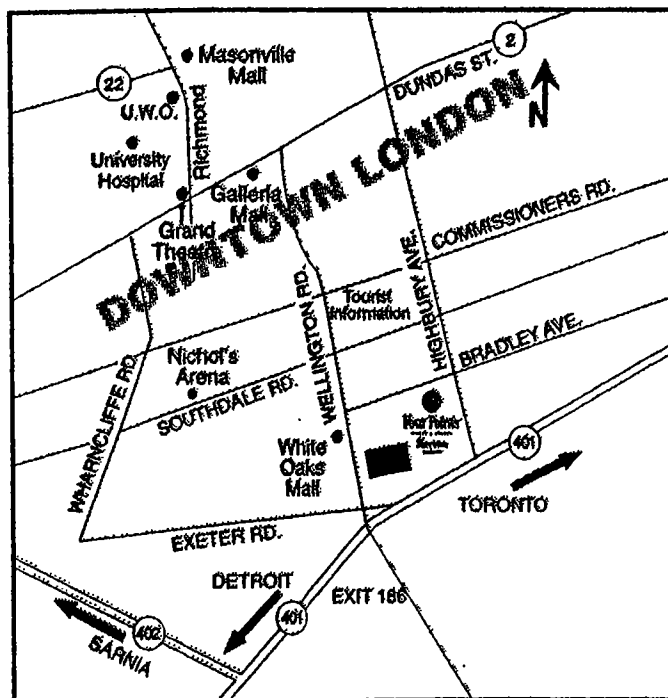 Masonville
Mall
2
22
DUNDAS ST.
U.W.O.
Richmond
N
University
Hospital
Galleria
Mall
DOWNTOWN LONDON
Grand
COMMISSIONERS RD.
Tourist
Information
HIGHBURY AVE.
WELLINGTON RD.
BRADLEY AVE.
Nichol's
Arena
SOUTHDALE RD.
WHARNCLIFFE RD.
Four Points
White
Oaks
Mall
401
TORONTO
EXETER RD.
DETROIT
EXIT 186
401
402
SARNIA